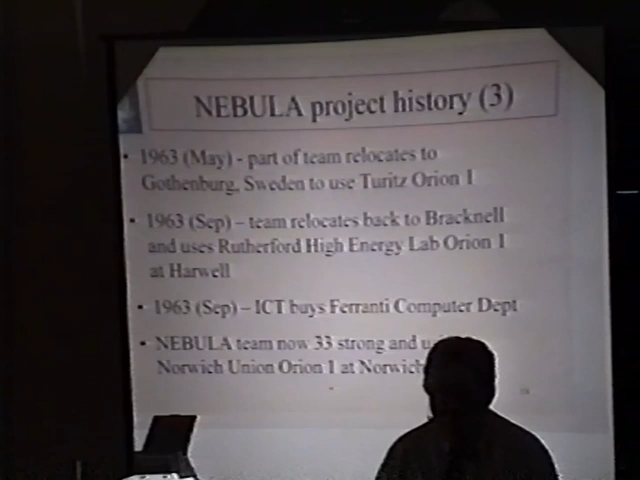 NEBULA project history (3)
• 1963 (May) - part of team relocates to
Gothenburg, Sweden to use Turitz Orion 1
• 1963 (Sep) – team relocates back to Bracknell
and uses Rutherford High Energy Lab Orion 1
at Harwell
• 1963 (Sep) – ICT buys Ferranti Computer Dept
• NEBULA team now 33 strong and
Norwich Union Orion 1 at Norwich